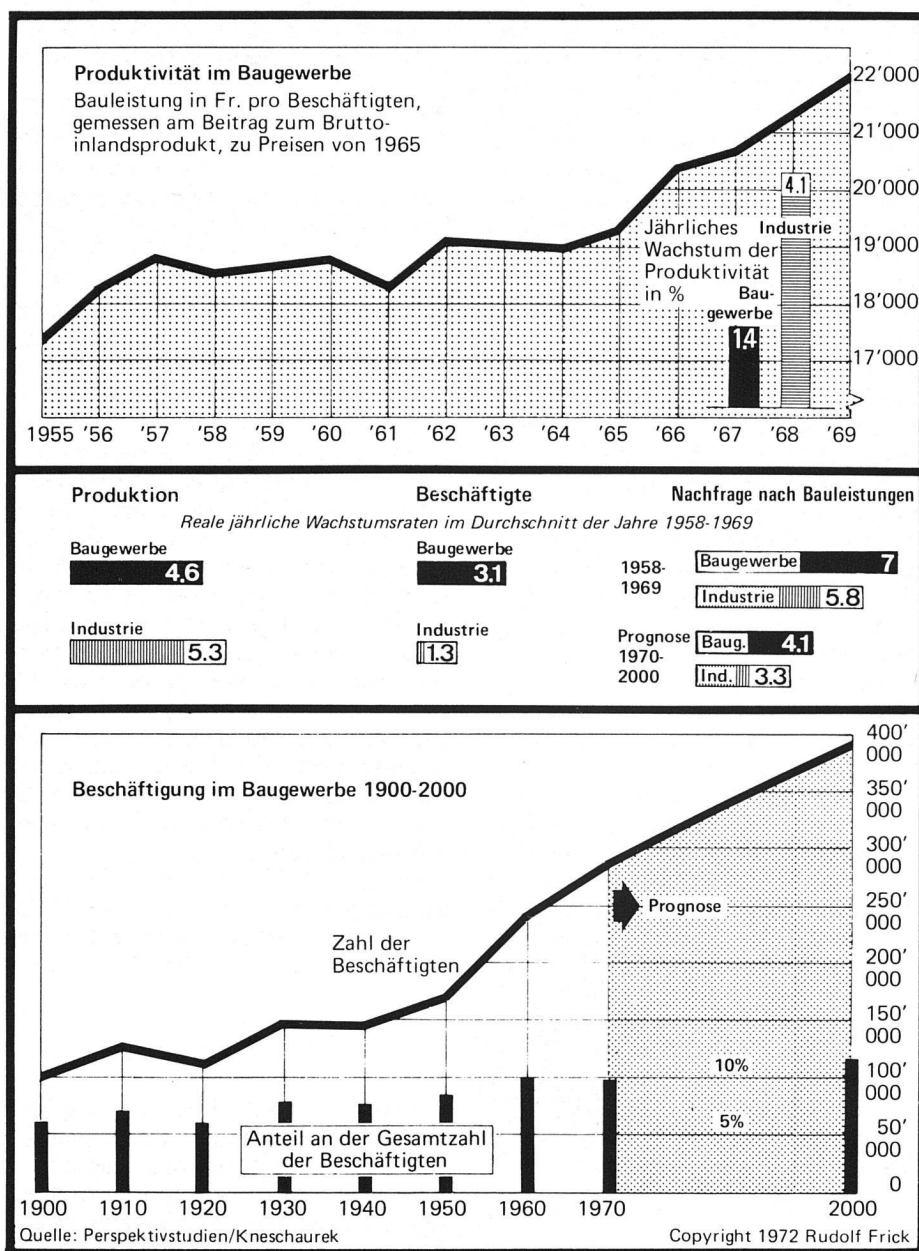 Produktivität im Baugewerbe
Bauleistung in Fr. pro Beschäftigten,
gemessen am Beitrag zum Brutto-
inlandsprodukt, zu Preisen von 1965
22'000
21'000
20'000
19'000
18'000
17'000
Jährliches
Wachstum der
Produktivität
in %
Bau-
gewerbe
1.4
Industrie
4.1
1955 '56 '57 '58 '59 '60 '61 '62 '63 '64 '65 '66 '67 '68 '69
Produktion Beschäftigte Nachfrage nach Bauleistungen
Reale jährliche Wachstumsraten im Durchschnitt der Jahre 1958-1969
Baugewerbe
4.6
Industrie
5.3
Baugewerbe
3.1
Industrie
1.3
1958-
1969
Baugewerbe 7
Industrie 5.8
Prognose
1970-
2000
Baug. 4.1
Ind. 3.3
Beschäftigung im Baugewerbe 1900-2000
400'
000
350'
000
300'
000
250'
000
200'
000
150'
000
100'
000
50'
000
0
Prognose
Zahl der
Beschäftigten
10%
5%
Anteil an der Gesamtzahl
der Beschäftigten
1900 1910 1920 1930 1940 1950 1960 1970 2000
Quelle: Perspektivstudien/Kneschaurek Copyright 1972 Rudolf Frick